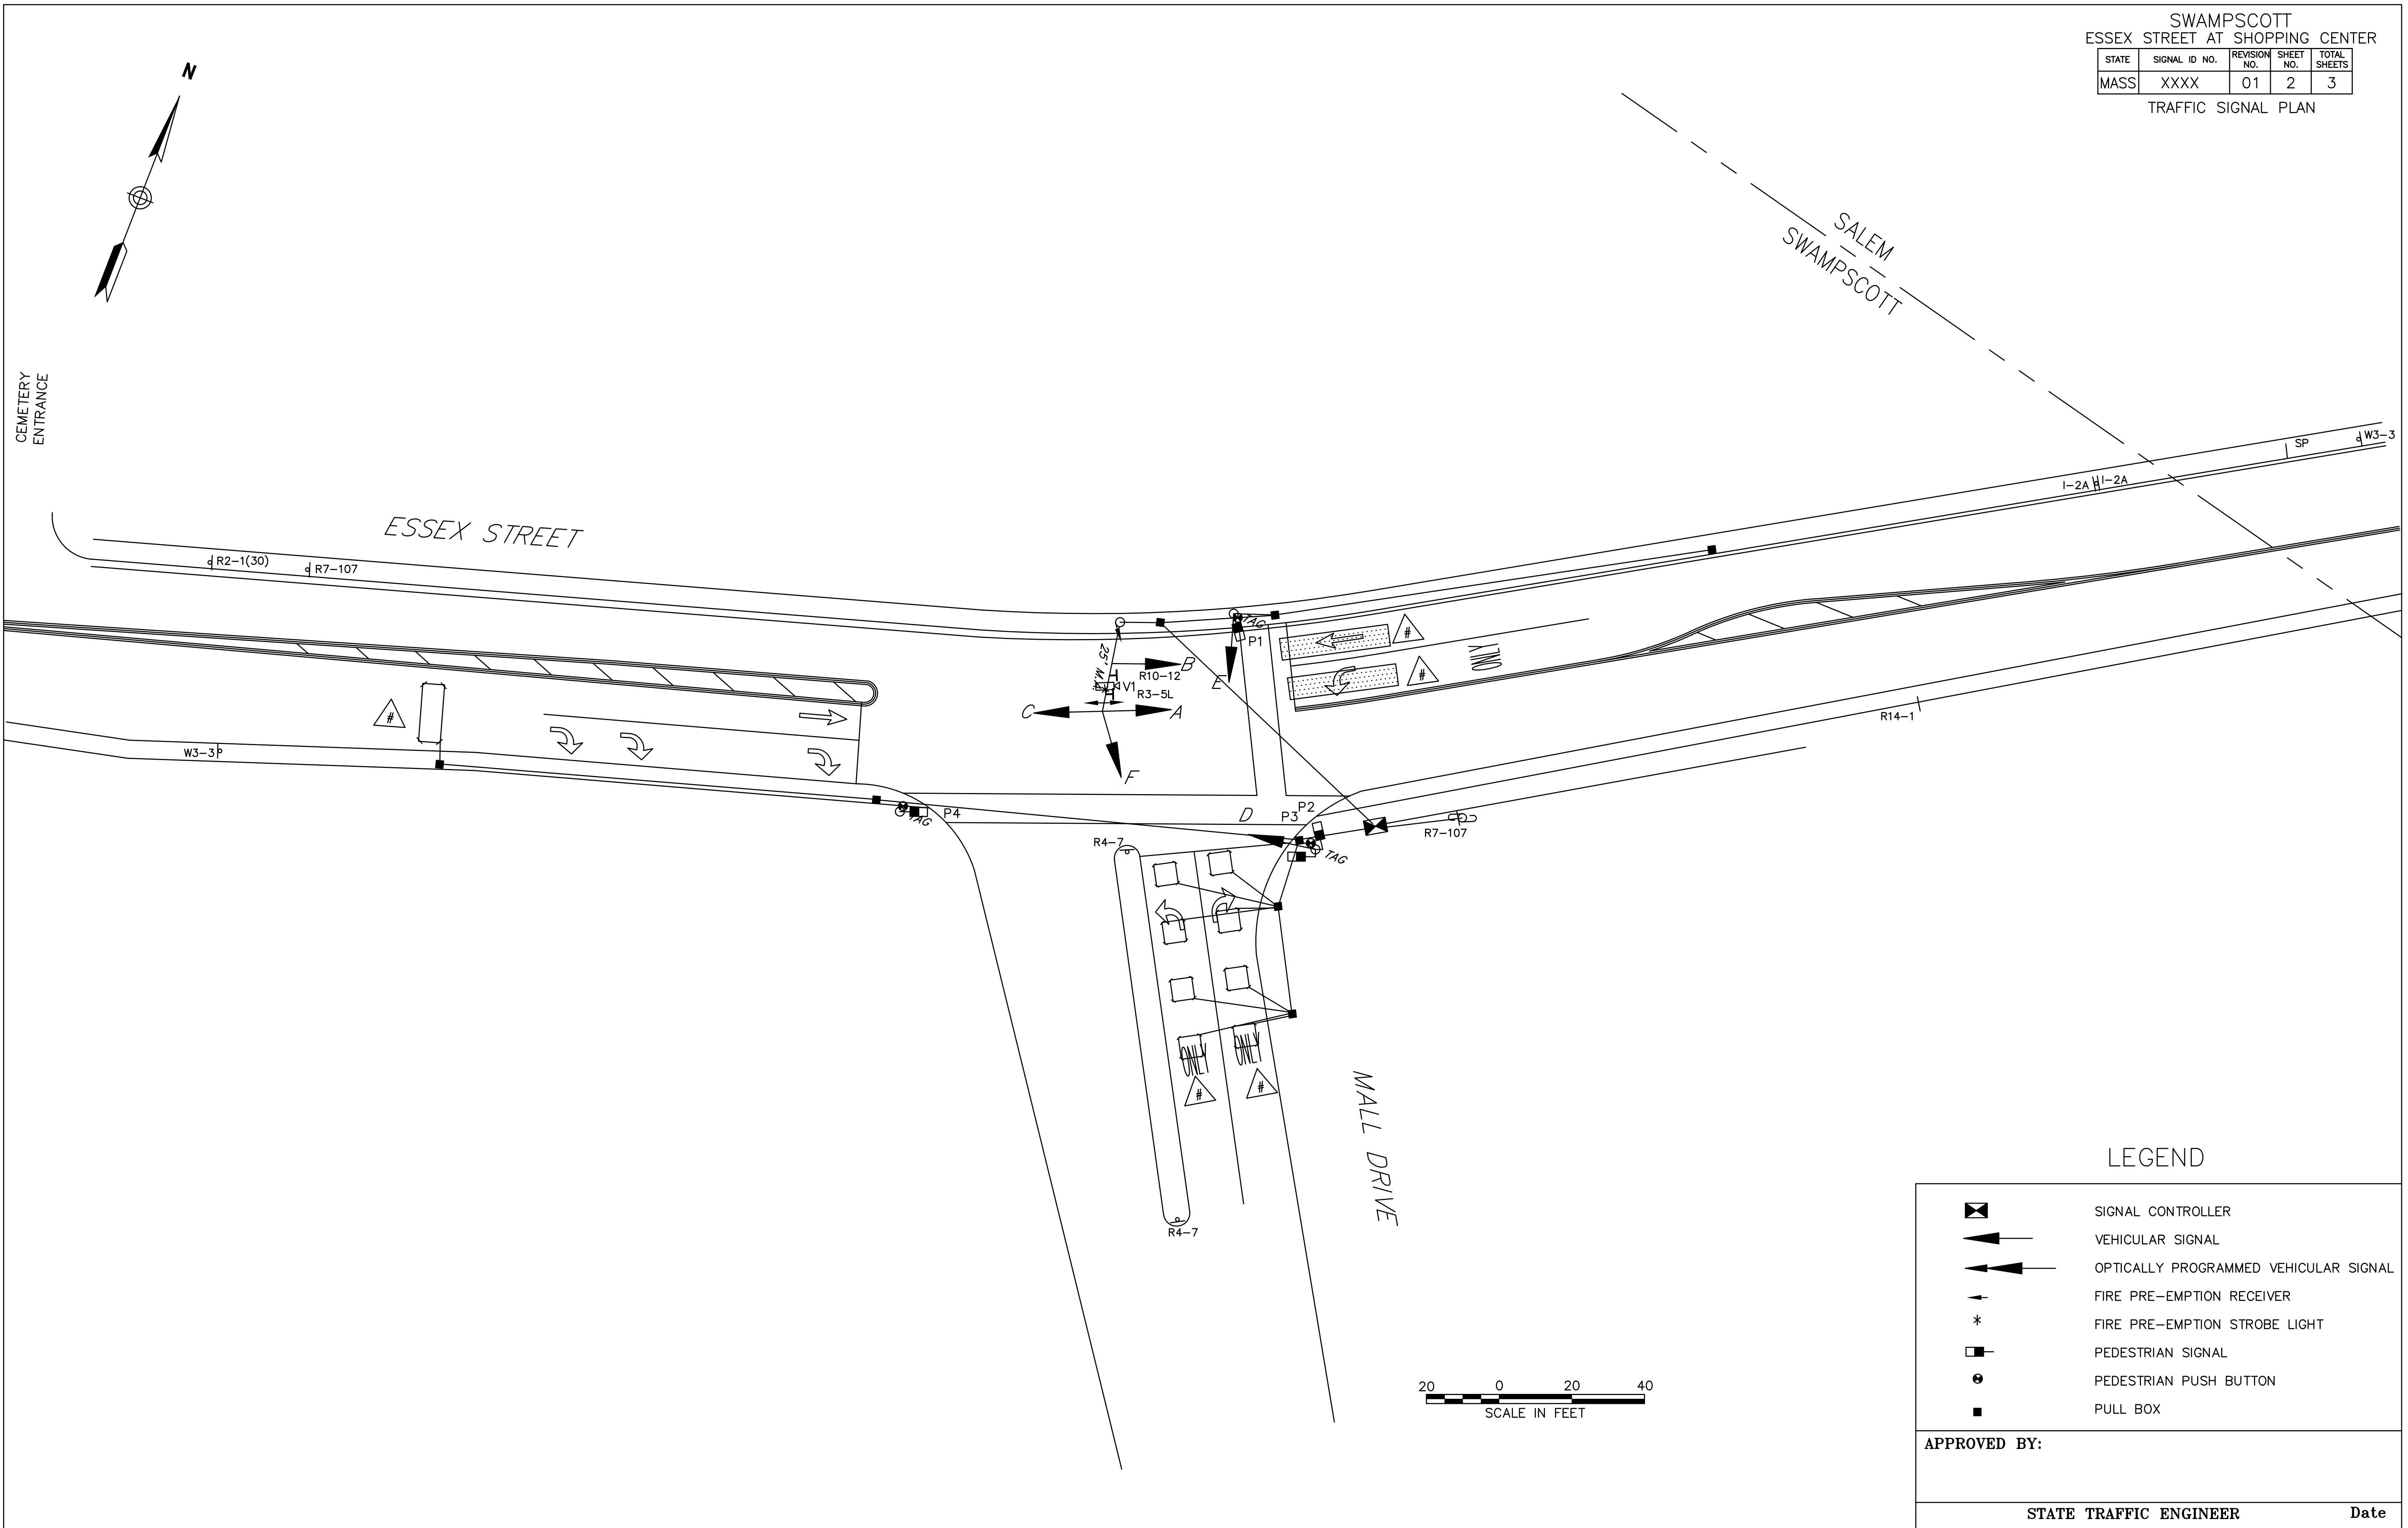 SWAMPSCOTT
ESSEX STREET AT SHOPPING CENTER
STATE SIGNAL ID NO. REVISION NO. SHEET NO. TOTAL SHEETS
MASS XXXX 01 2 3
TRAFFIC SIGNAL PLAN
N
SALEM
SWAMPSCOTT
CEMETERY
ENTRANCE
ESSEX STREET
R2-1(30)
R7-107
SP
W3-3
I-2A
I-2A
TAG
P1
#
#
ONLY
25' M.A.
B
R10-12
V1
R3-5L
E
C
A
F
#
W3-3
R14-1
P4
TAG
D
P3
P2
R7-107
TAG
R4-7
ONLY
ONLY
#
#
R4-7
MALL DRIVE
20 0 20 40
SCALE IN FEET
LEGEND
SIGNAL CONTROLLER
VEHICULAR SIGNAL
OPTICALLY PROGRAMMED VEHICULAR SIGNAL
FIRE PRE-EMPTION RECEIVER
FIRE PRE-EMPTION STROBE LIGHT
PEDESTRIAN SIGNAL
PEDESTRIAN PUSH BUTTON
PULL BOX
APPROVED BY:
STATE TRAFFIC ENGINEER Date